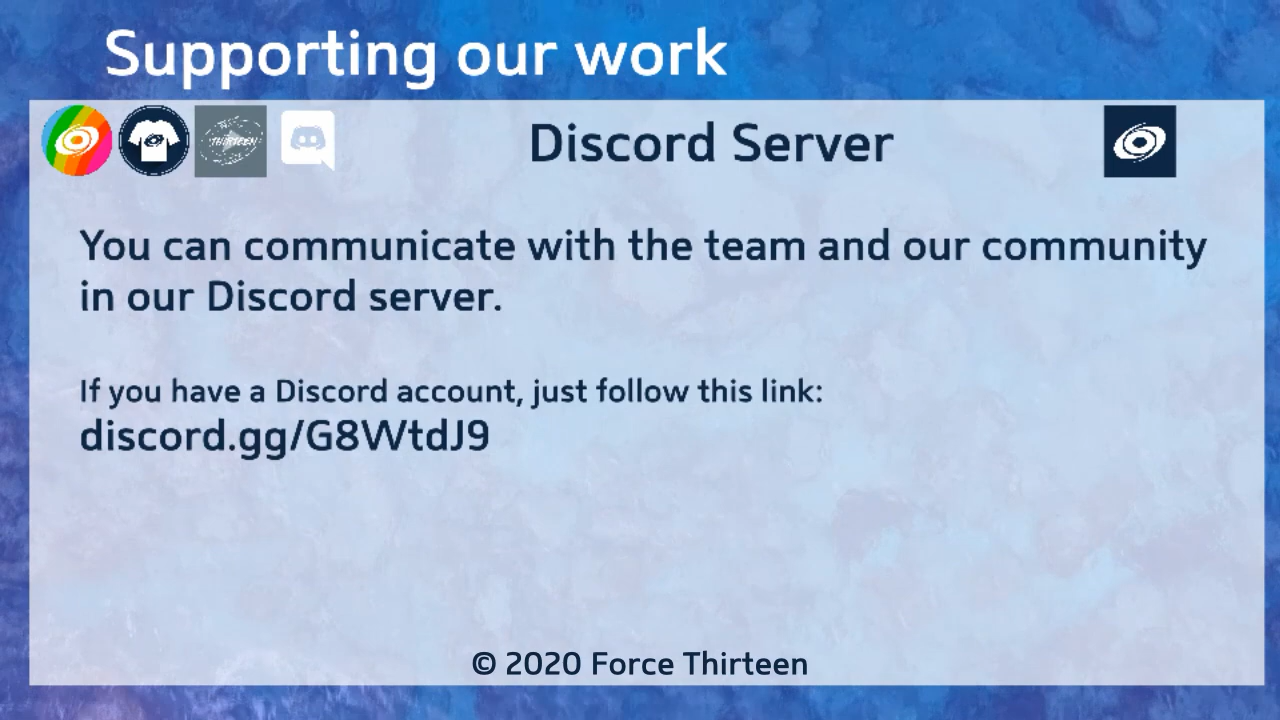 Supporting our work
THIRTEEN
Discord Server
You can communicate with the team and our community
in our Discord server.
If you have a Discord account, just follow this link:
discord.gg/G8WtdJ9
© 2020 Force Thirteen